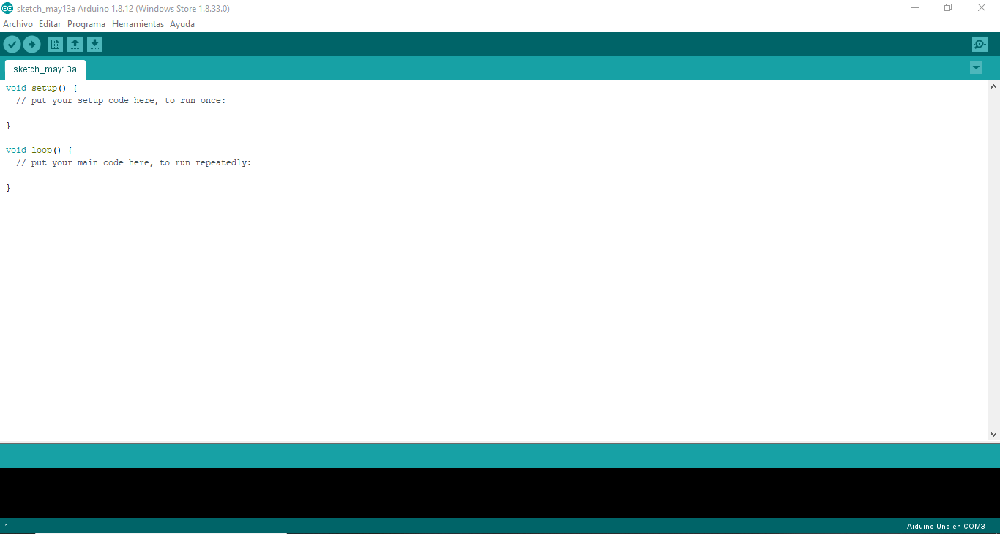 sketch_may13a Arduino 1.8.12 (Windows Store 1.8.33.0)
Archivo Editar Programa Herramientas Ayuda
sketch_may13a
void setup() {
  // put your setup code here, to run once:
}
void loop() {
  // put your main code here, to run repeatedly:
}
1
Arduino Uno en COM3